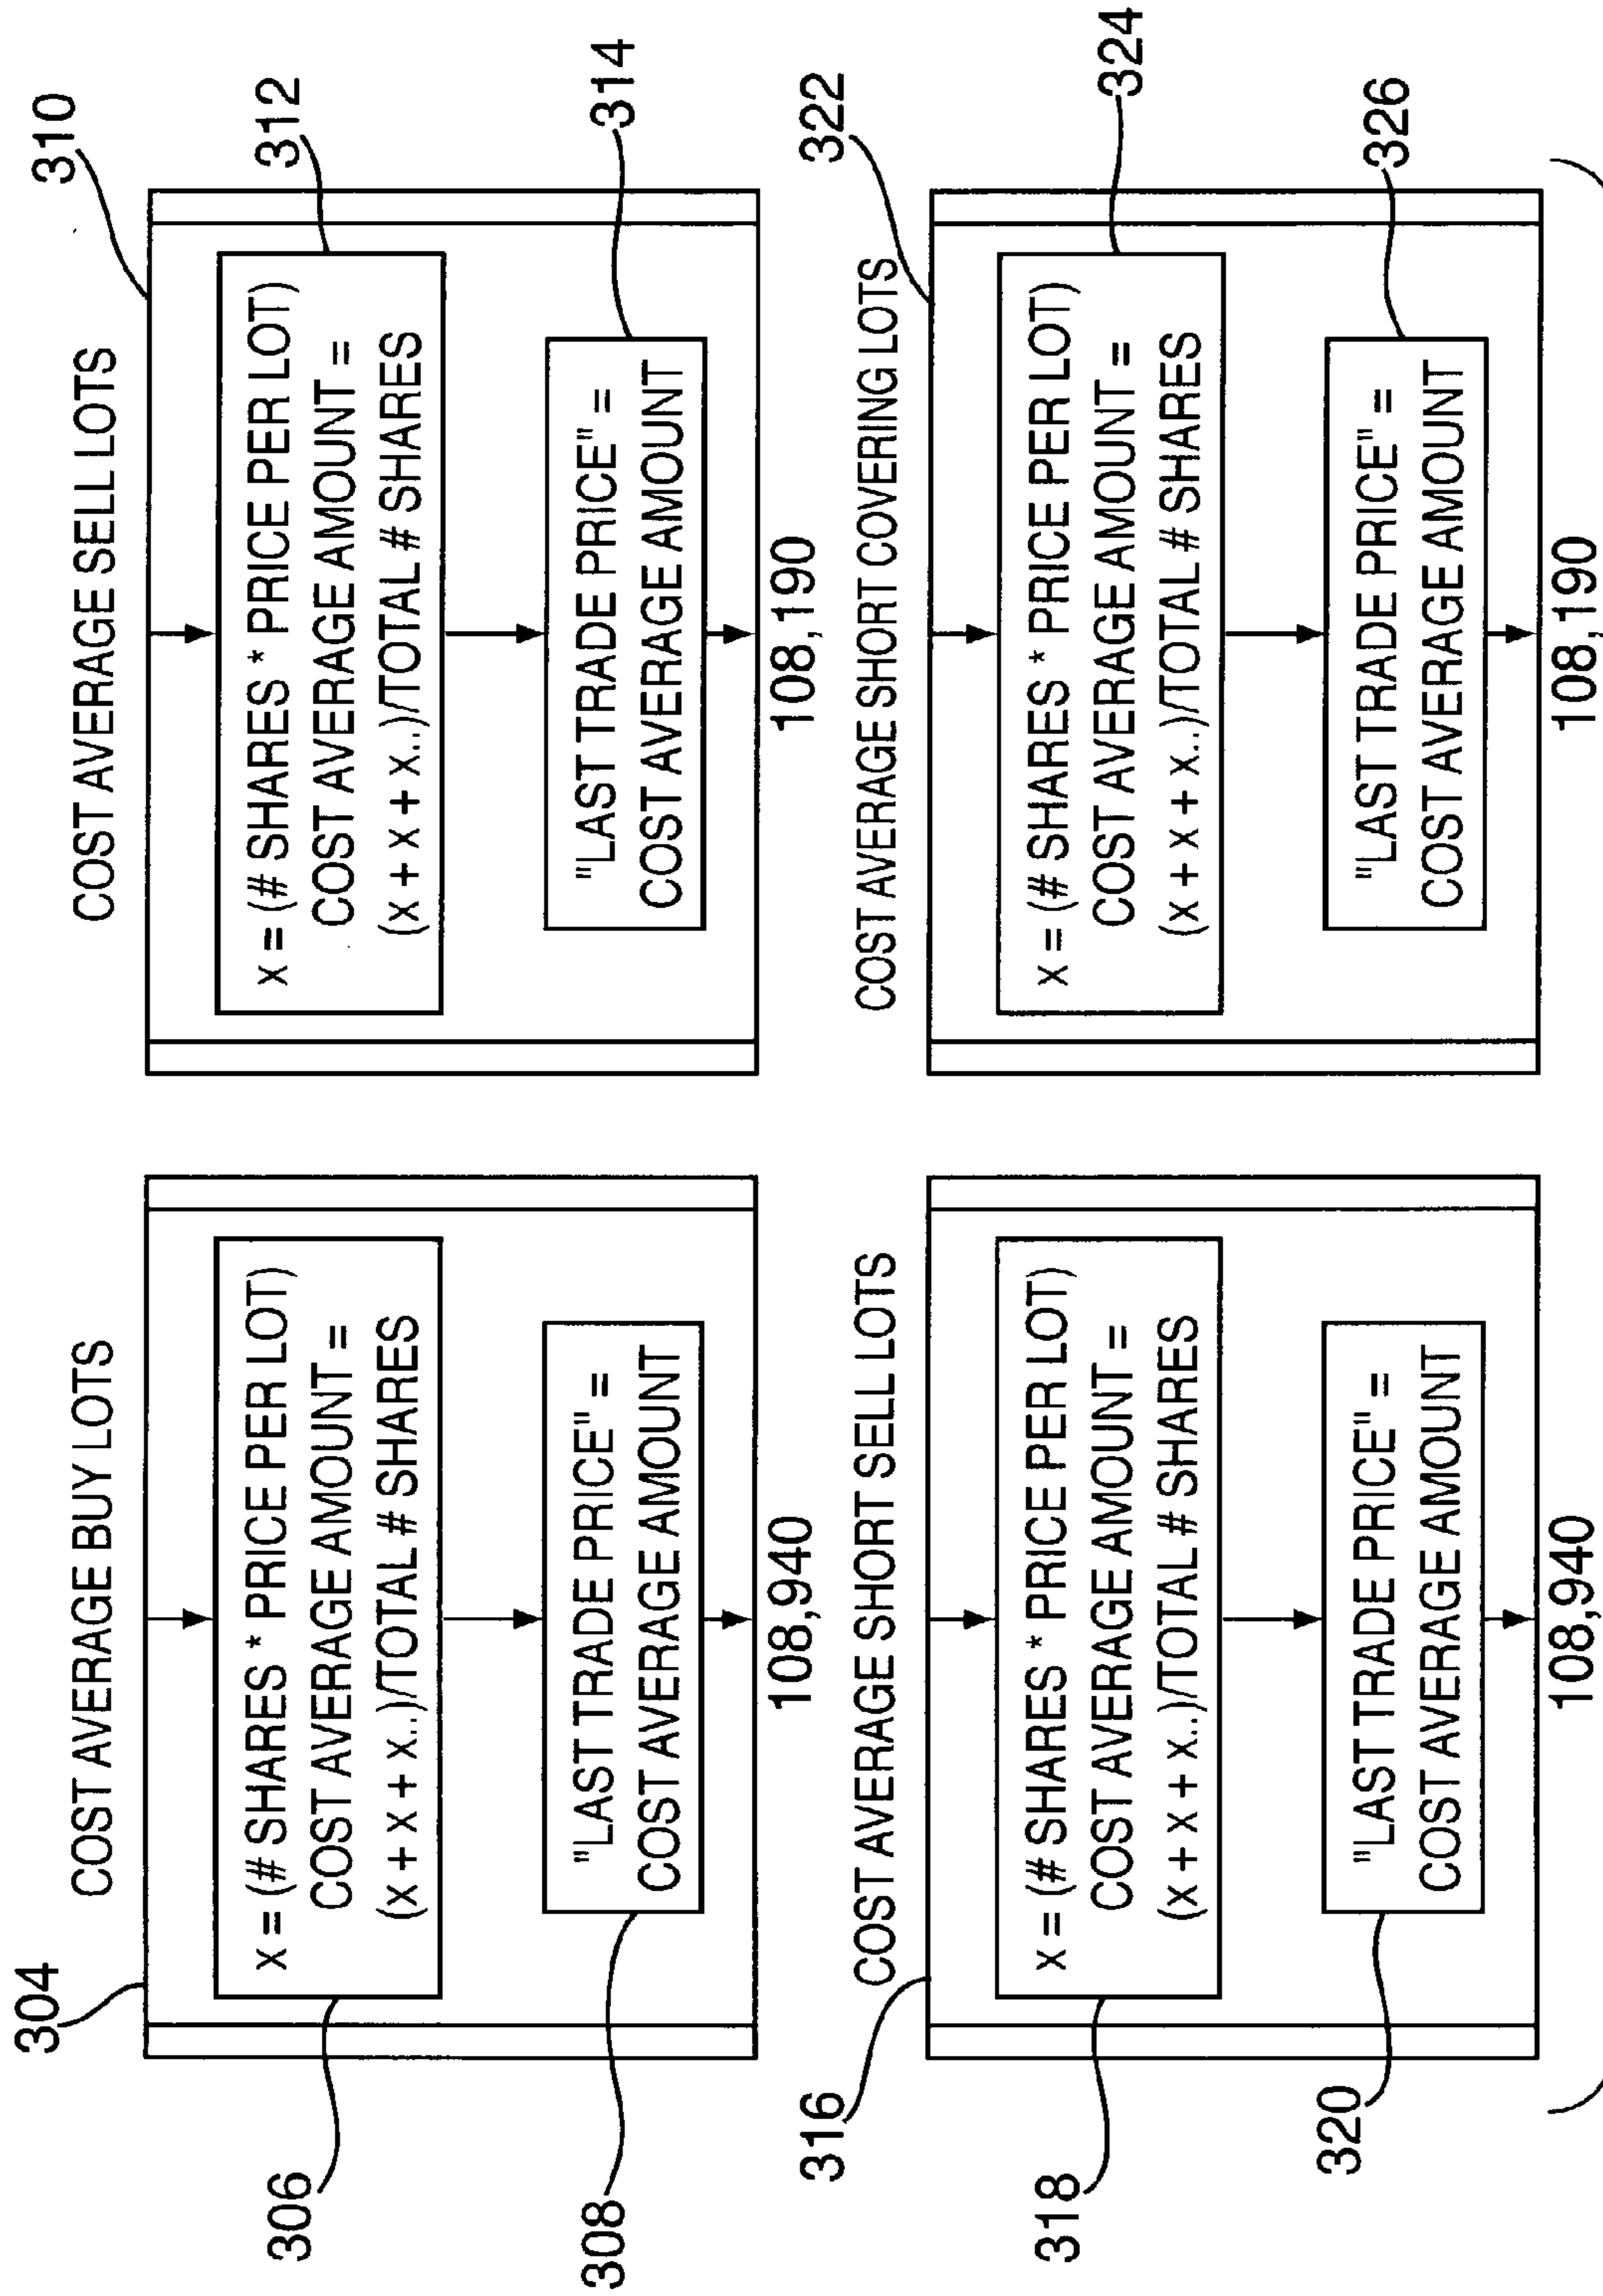 304
COST AVERAGE BUY LOTS
306
x = (# SHARES * PRICE PER LOT)
COST AVERAGE AMOUNT =
(x + x + x..)/TOTAL # SHARES
308
"LAST TRADE PRICE" =
COST AVERAGE AMOUNT
108,940
310
COST AVERAGE SELL LOTS
312
x = (# SHARES * PRICE PER LOT)
COST AVERAGE AMOUNT =
(x + x + x..)/TOTAL # SHARES
314
"LAST TRADE PRICE" =
COST AVERAGE AMOUNT
108,190
316
COST AVERAGE SHORT SELL LOTS
318
x = (# SHARES * PRICE PER LOT)
COST AVERAGE AMOUNT =
(x + x + x..)/TOTAL # SHARES
320
"LAST TRADE PRICE" =
COST AVERAGE AMOUNT
108,940
322
COST AVERAGE SHORT COVERING LOTS
324
x = (# SHARES * PRICE PER LOT)
COST AVERAGE AMOUNT =
(x + x + x..)/TOTAL # SHARES
326
"LAST TRADE PRICE" =
COST AVERAGE AMOUNT
108,190